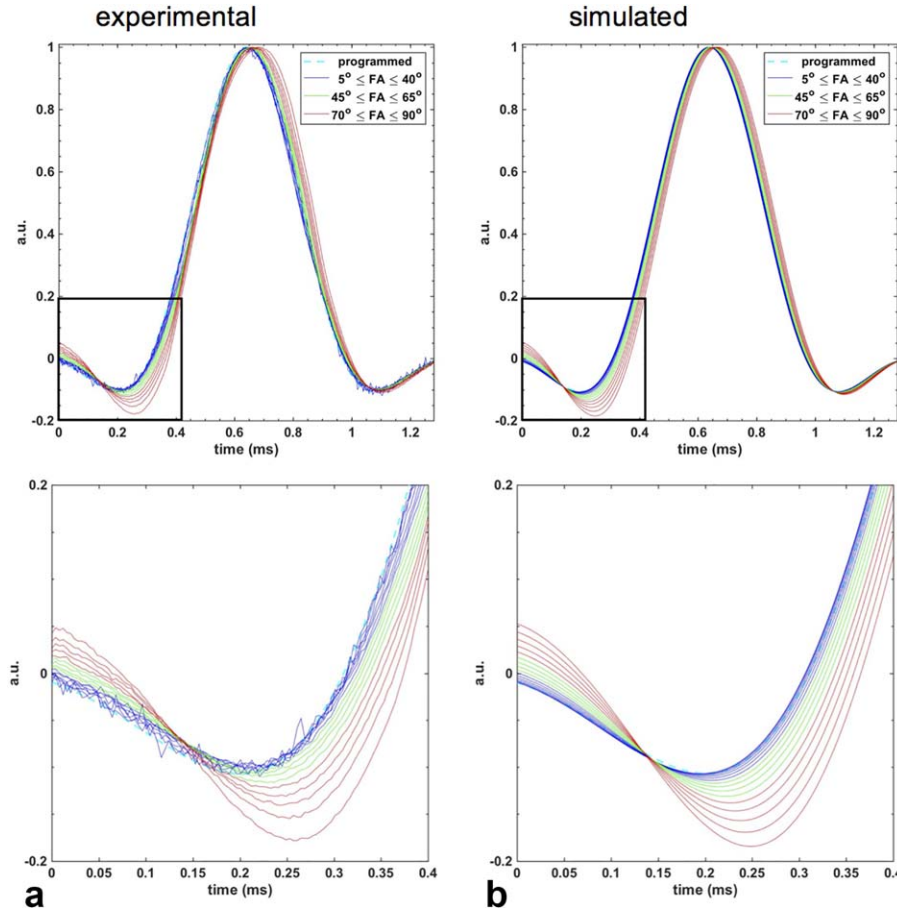 experimental
simulated
programmed
5° ≤ FA ≤ 40°
45° ≤ FA ≤ 65°
70° ≤ FA ≤ 90°
programmed
5° ≤ FA ≤ 40°
45° ≤ FA ≤ 65°
70° ≤ FA ≤ 90°
1
0.8
0.6
0.4
0.2
0
-0.2
a.u.
0 0.2 0.4 0.6 0.8 1 1.2
time (ms)
1
0.8
0.6
0.4
0.2
0
-0.2
a.u.
0 0.2 0.4 0.6 0.8 1 1.2
time (ms)
0.2
0
-0.2
a.u.
0 0.05 0.1 0.15 0.2 0.25 0.3 0.35 0.4
time (ms)
a
0.2
0
-0.2
a.u.
0 0.05 0.1 0.15 0.2 0.25 0.3 0.35 0.4
time (ms)
b